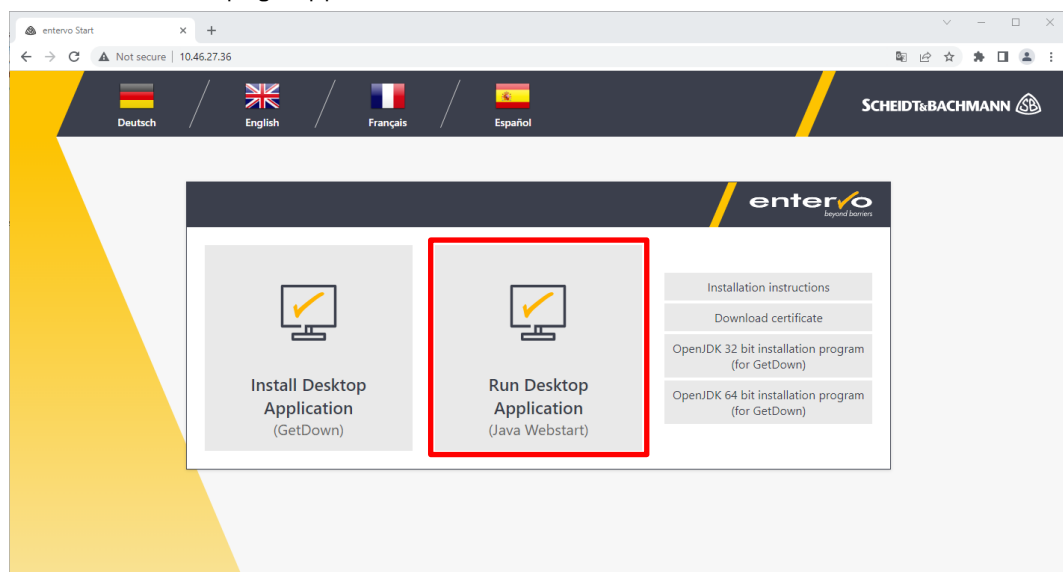 entervo Start
Not secure | 10.46.27.36
Deutsch
English
Français
Español
SCHEIDT&BACHMANN SB
entervo
beyond barriers
Install Desktop
Application
(GetDown)
Run Desktop
Application
(Java Webstart)
Installation instructions
Download certificate
OpenJDK 32 bit installation program
(for GetDown)
OpenJDK 64 bit installation program
(for GetDown)